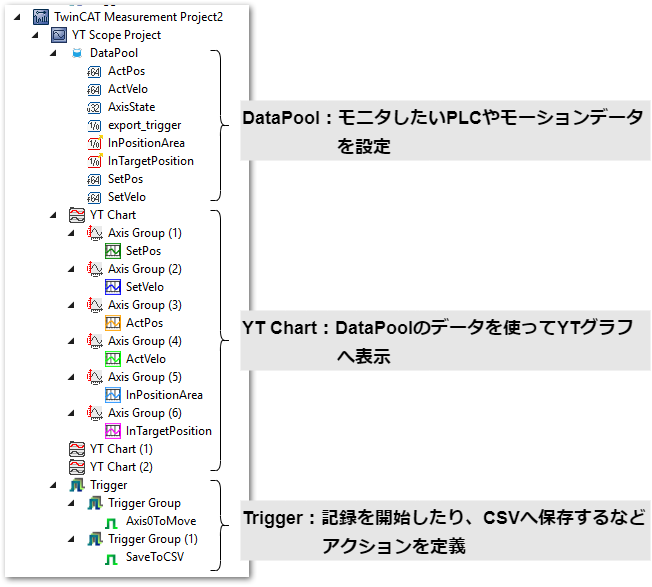 TwinCAT Measurement Project2
YT Scope Project
DataPool
ActPos
ActVelo
AxisState
export_trigger
InPositionArea
InTargetPosition
SetPos
SetVelo
DataPool：モニタしたいPLCやモーションデータ
を設定
YT Chart
Axis Group (1)
SetPos
Axis Group (2)
SetVelo
Axis Group (3)
ActPos
Axis Group (4)
ActVelo
Axis Group (5)
InPositionArea
Axis Group (6)
InTargetPosition
YT Chart (1)
YT Chart (2)
YT Chart：DataPoolのデータを使ってYTグラフ
へ表示
Trigger
Trigger Group
Axis0ToMove
Trigger Group (1)
SaveToCSV
Trigger：記録を開始したり、CSVへ保存するなど
アクションを定義